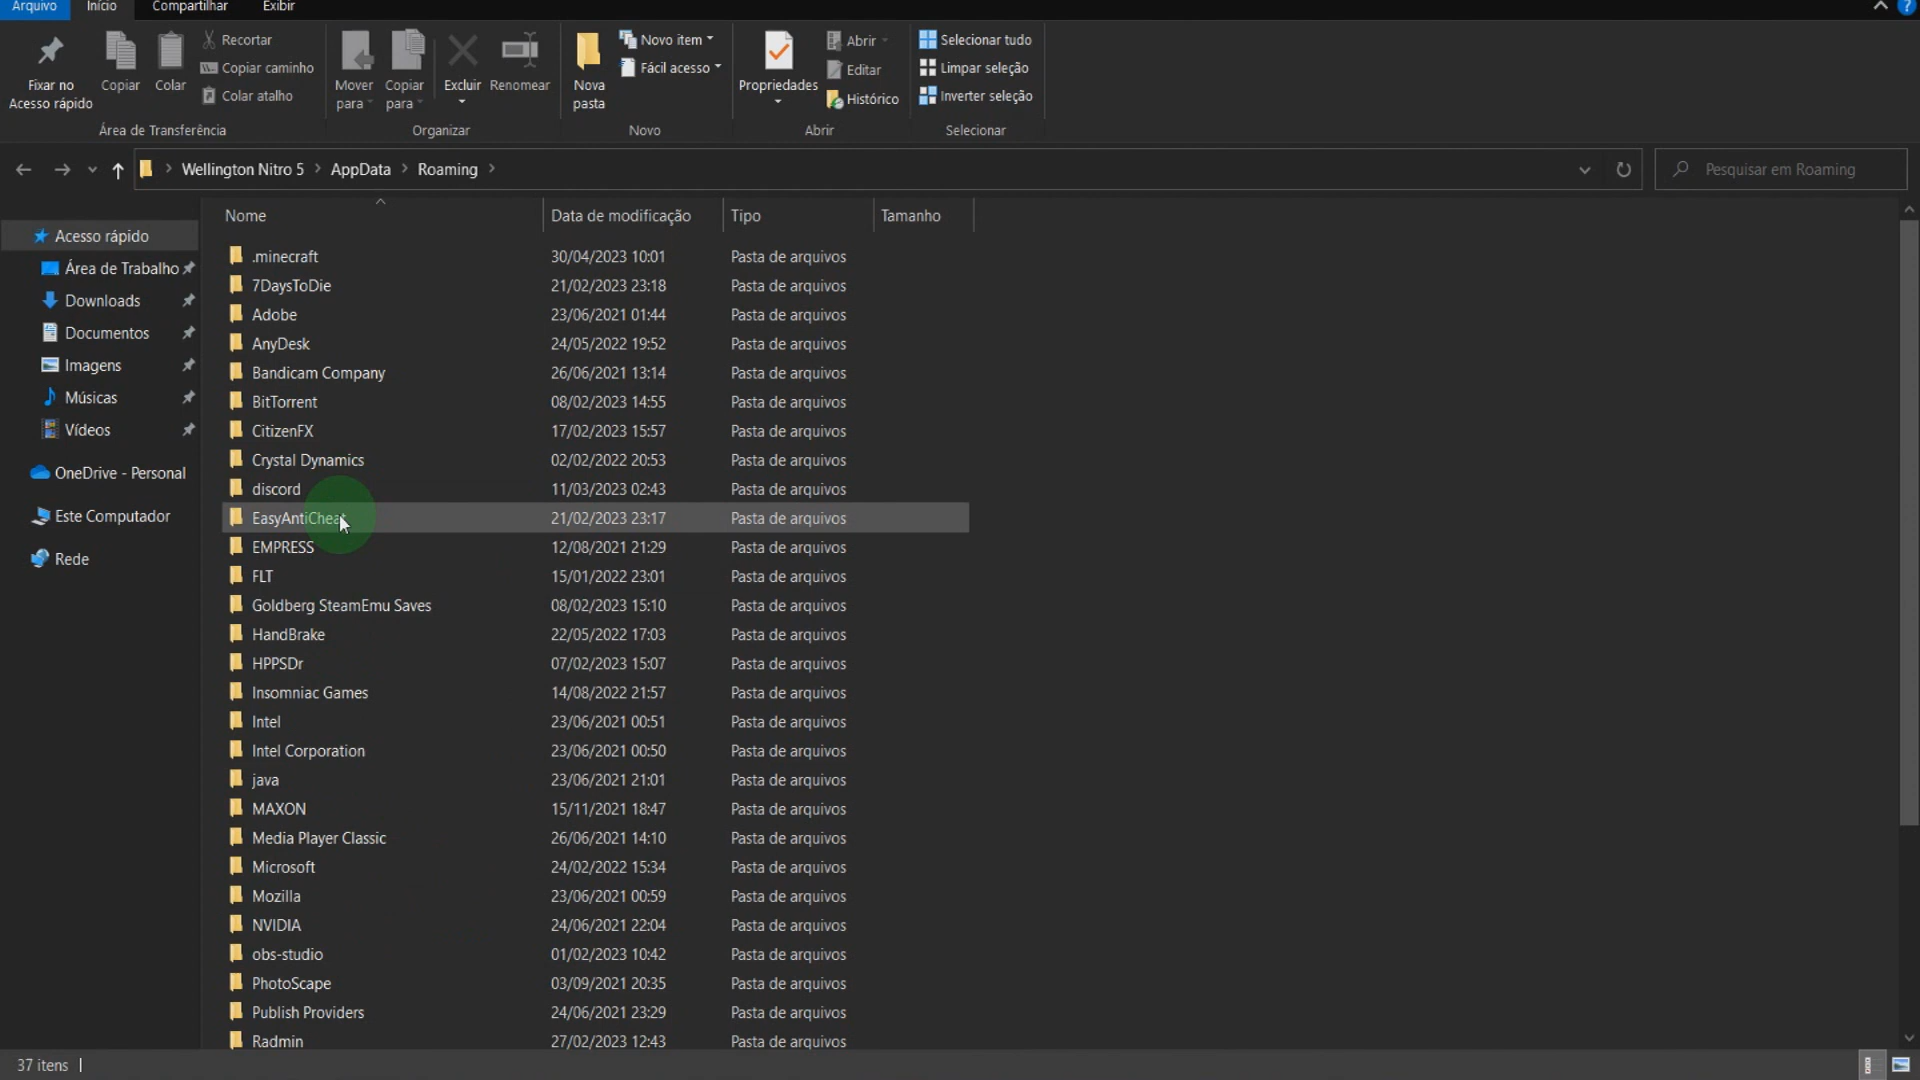 Arquivo Início Compartilhar Exibir
Fixar no Acesso rápido
Copiar
Colar
Recortar
Copiar caminho
Colar atalho
Área de Transferência
Mover para
Copiar para
Excluir
Renomear
Organizar
Nova pasta
Novo item
Fácil acesso
Novo
Propriedades
Abrir
Editar
Histórico
Abrir
Selecionar tudo
Limpar seleção
Inverter seleção
Selecionar
Wellington Nitro 5 > AppData > Roaming >
Pesquisar em Roaming
Acesso rápido
Área de Trabalho
Downloads
Documentos
Imagens
Músicas
Vídeos
OneDrive - Personal
Este Computador
Rede
Nome Data de modificação Tipo Tamanho
.minecraft 30/04/2023 10:01 Pasta de arquivos
7DaysToDie 21/02/2023 23:18 Pasta de arquivos
Adobe 23/06/2021 01:44 Pasta de arquivos
AnyDesk 24/05/2022 19:52 Pasta de arquivos
Bandicam Company 26/06/2021 13:14 Pasta de arquivos
BitTorrent 08/02/2023 14:55 Pasta de arquivos
CitizenFX 17/02/2023 15:57 Pasta de arquivos
Crystal Dynamics 02/02/2022 20:53 Pasta de arquivos
discord 11/03/2023 02:43 Pasta de arquivos
EasyAntiCheat 21/02/2023 23:17 Pasta de arquivos
EMPRESS 12/08/2021 21:29 Pasta de arquivos
FLT 15/01/2022 23:01 Pasta de arquivos
Goldberg SteamEmu Saves 08/02/2023 15:10 Pasta de arquivos
HandBrake 22/05/2022 17:03 Pasta de arquivos
HPPSDr 07/02/2023 15:07 Pasta de arquivos
Insomniac Games 14/08/2022 21:57 Pasta de arquivos
Intel 23/06/2021 00:51 Pasta de arquivos
Intel Corporation 23/06/2021 00:50 Pasta de arquivos
java 23/06/2021 21:01 Pasta de arquivos
MAXON 15/11/2021 18:47 Pasta de arquivos
Media Player Classic 26/06/2021 14:10 Pasta de arquivos
Microsoft 24/02/2022 15:34 Pasta de arquivos
Mozilla 23/06/2021 00:59 Pasta de arquivos
NVIDIA 24/06/2021 22:04 Pasta de arquivos
obs-studio 01/02/2023 10:42 Pasta de arquivos
PhotoScape 03/09/2021 20:35 Pasta de arquivos
Publish Providers 24/06/2021 23:29 Pasta de arquivos
Radmin 27/02/2023 12:43 Pasta de arquivos
37 itens